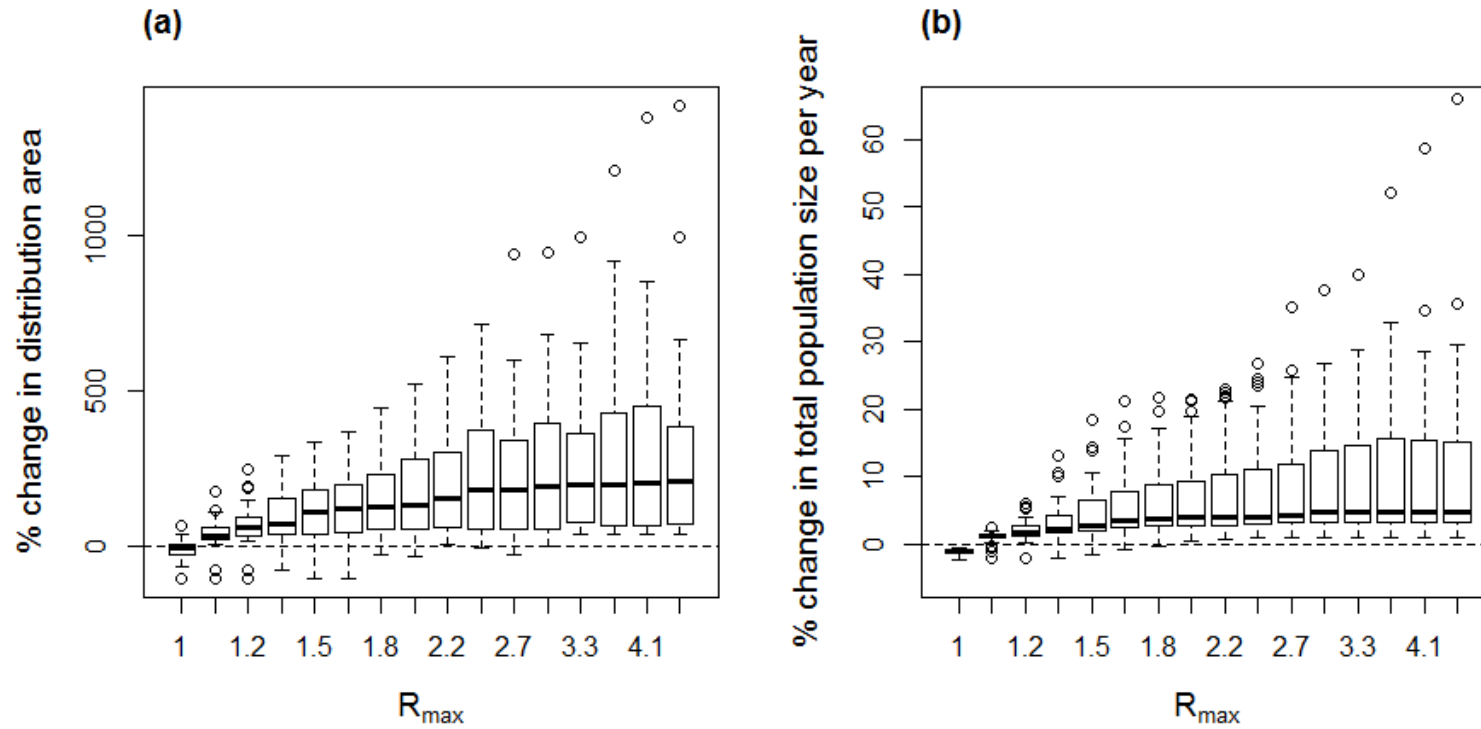 (a)
% change in distribution area
1000
500
0
1 1.2 1.5 1.8 2.2 2.7 3.3 4.1
Rmax
(b)
% change in total population size per year
60
50
40
30
20
10
0
1 1.2 1.5 1.8 2.2 2.7 3.3 4.1
Rmax